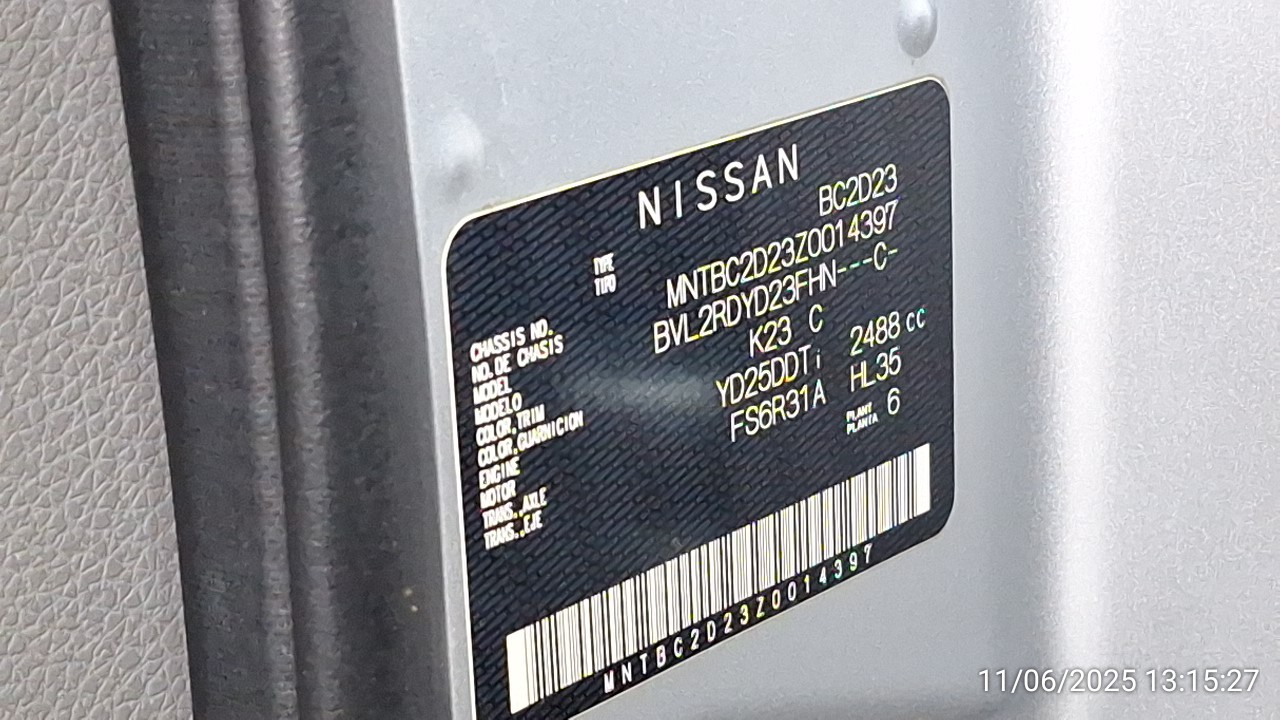 NISSAN
TYPE BC2D23
TIPO
CHASSIS NO. MNTBC2D23Z0014397
NO. DE CHASIS
MODEL BVL2RDYD23FHN---C-
MODELO
COLOR,TRIM K23 C
COLOR,GUARNICION
ENGINE YD25DDTi 2488 cc
MOTOR
TRANS.,AXLE FS6R31A HL35
TRANS.,EJE
PLANT 6
PLANTA
MNTBC2D23Z0014397
11/06/2025 13:15:27